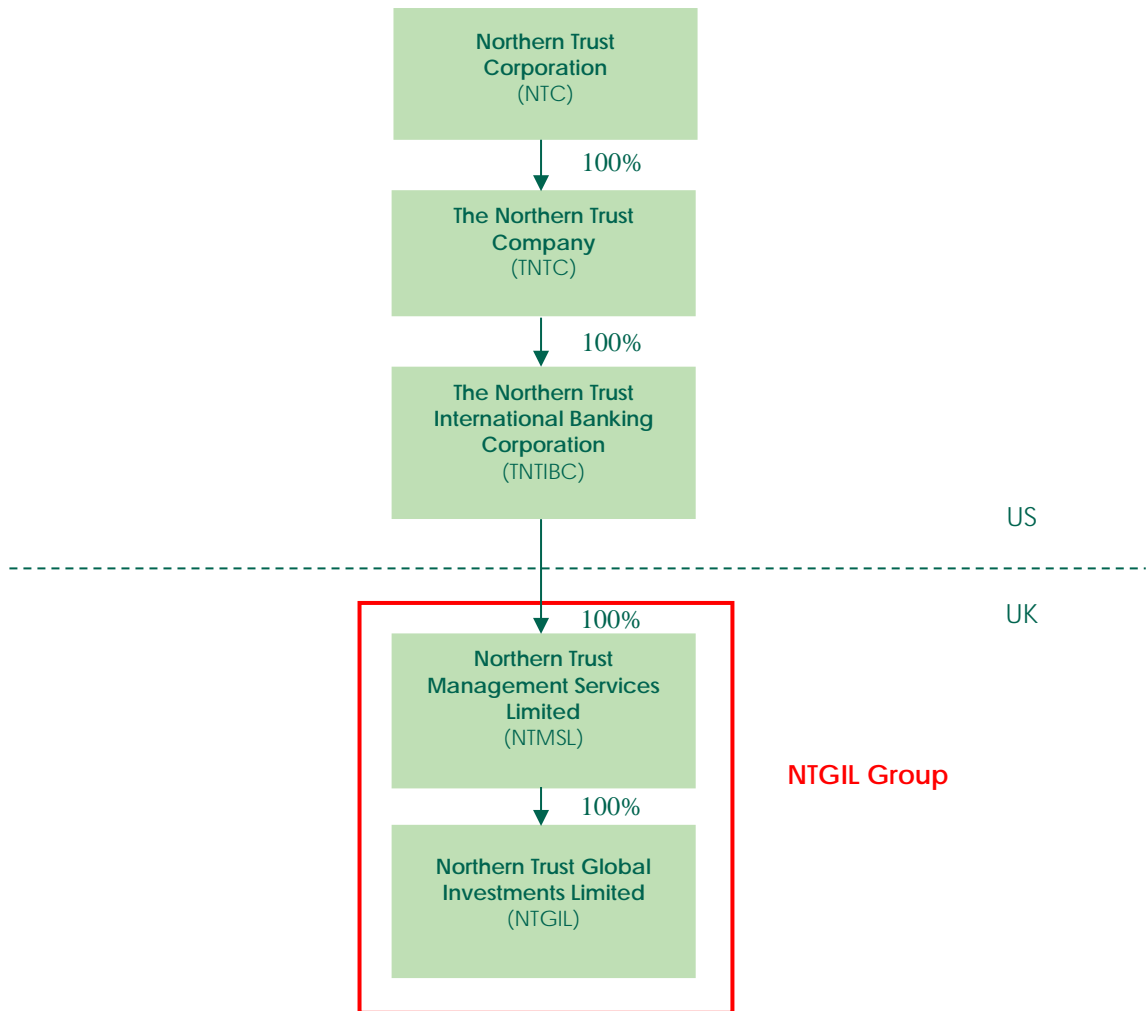 Northern Trust
Corporation
(NTC)
100%
The Northern Trust
Company
(TNTC)
100%
The Northern Trust
International Banking
Corporation
(TNTIBC)
US
UK
100%
Northern Trust
Management Services
Limited
(NTMSL)
NTGIL Group
100%
Northern Trust Global
Investments Limited
(NTGIL)